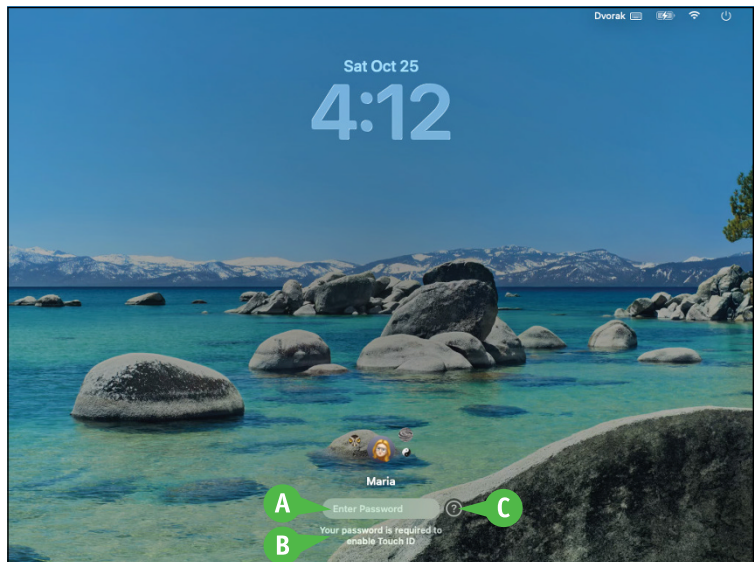 Dvorak
Sat Oct 25
4:12
Maria
A
Enter Password
?
C
Your password is required to
B
enable Touch ID